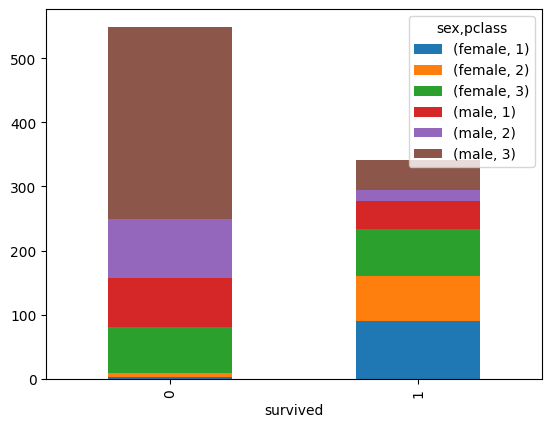 sex,pclass
(female, 1)
(female, 2)
(female, 3)
(male, 1)
(male, 2)
(male, 3)
500
400
300
200
100
0
0
1
survived